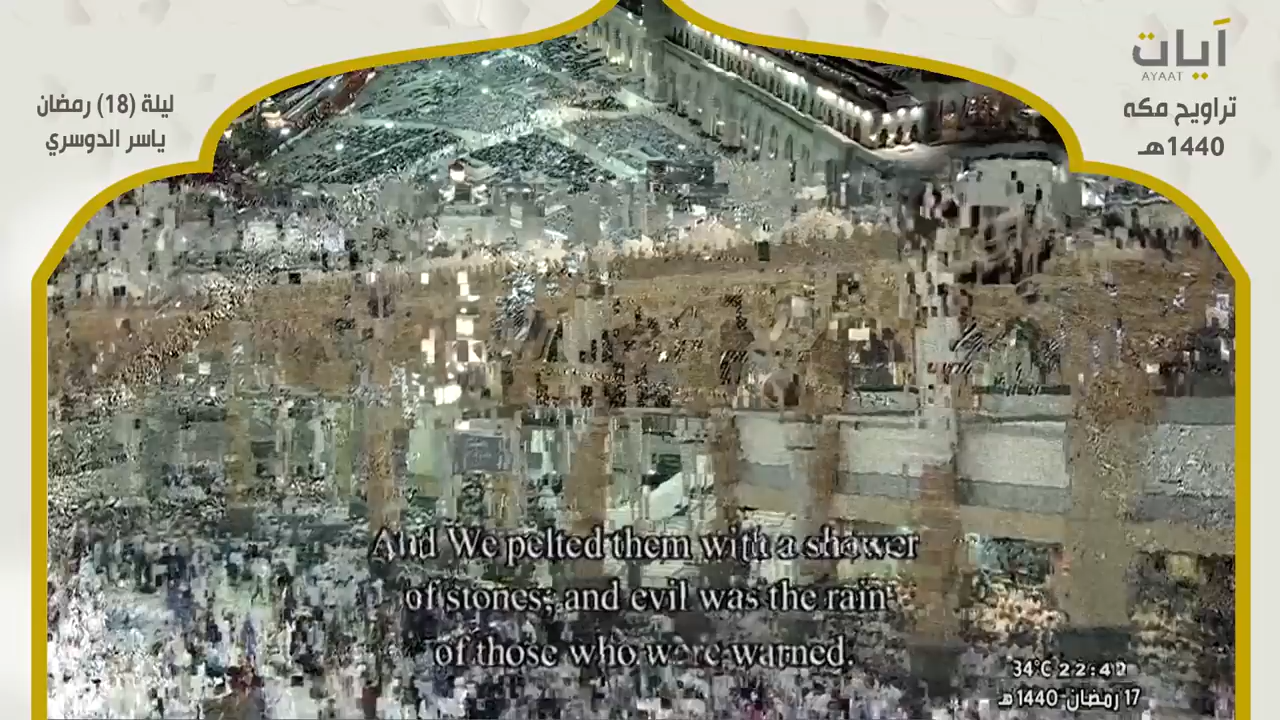 آيات
AYAAT
تراويح مكه
1440هـ
ليلة (18) رمضان
ياسر الدوسري
And We pelted them with a shower
of stones; and evil was the rain
of those who were warned.
34°C 22:40
17 رمضان 1440هـ